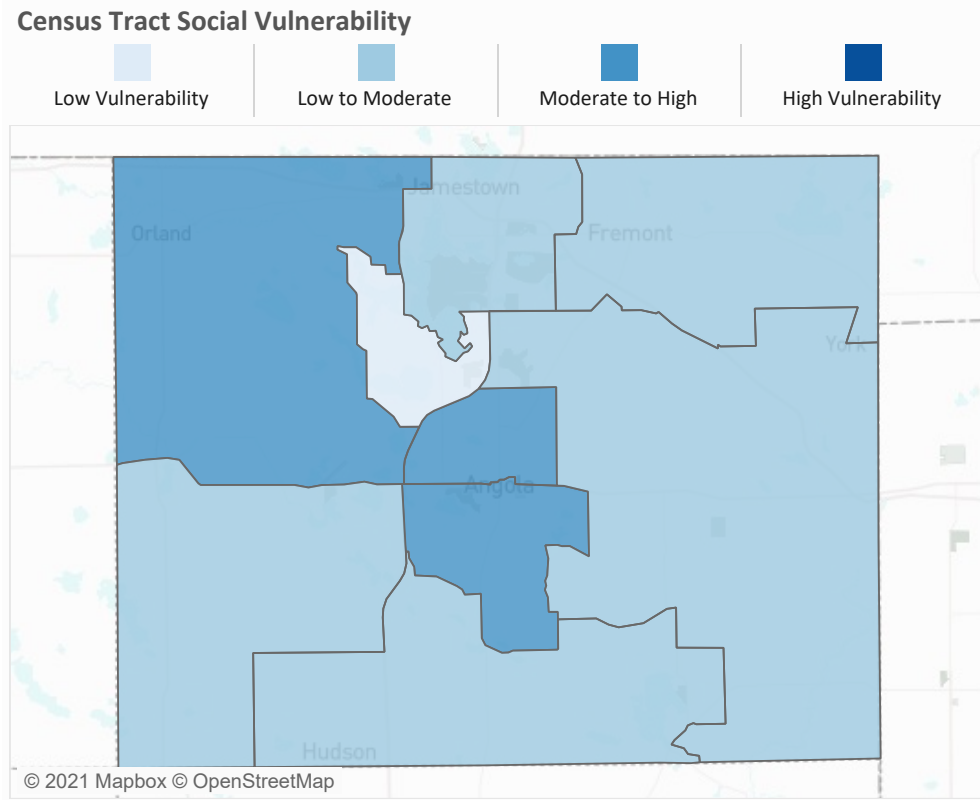 Census Tract Social Vulnerability
Low Vulnerability
Low to Moderate
Moderate to High
High Vulnerability
Jamestown
Orland
Fremont
York
Angola
Hudson
© 2021 Mapbox © OpenStreetMap